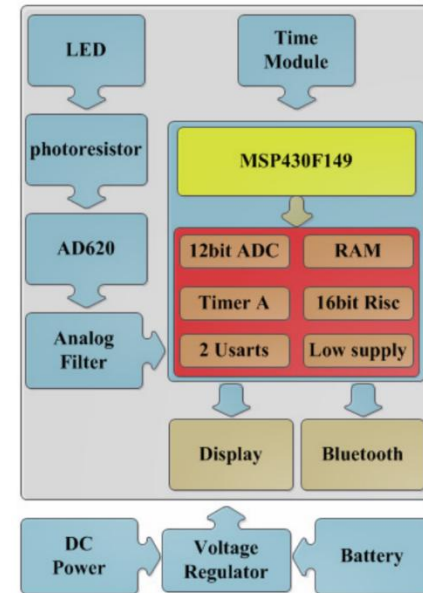 LED
Time
Module
photoresistor
MSP430F149
AD620
12bit ADC
RAM
Timer A
16bit Risc
Analog
Filter
2 Usarts
Low supply
Display
Bluetooth
DC
Power
Voltage
Regulator
Battery